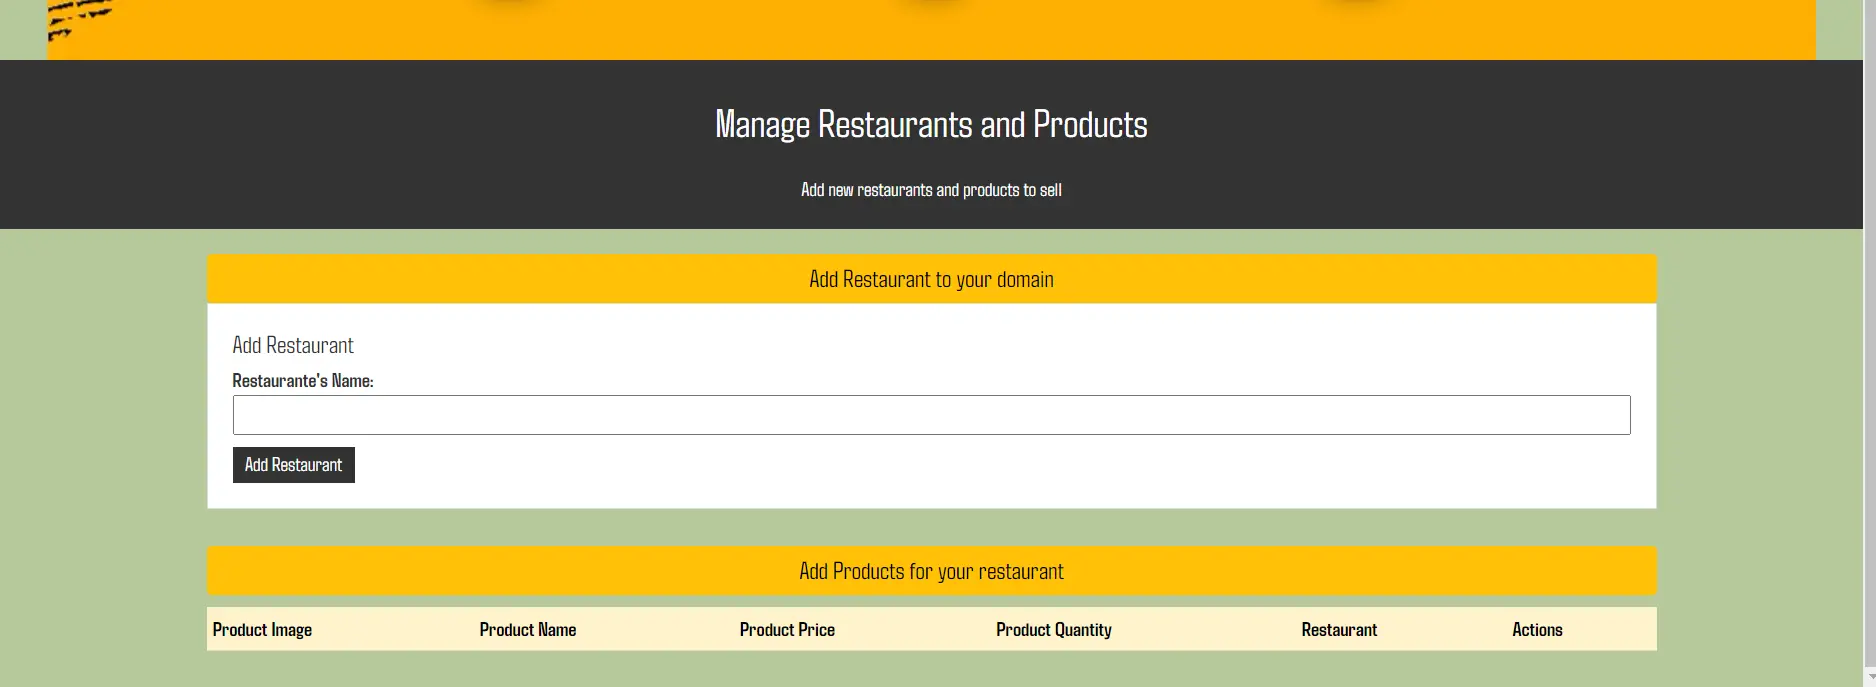 Manage Restaurants and Products
Add new restaurants and products to sell
Add Restaurant to your domain
Add Restaurant
Restaurante's Name:
Add Restaurant
Add Products for your restaurant
Product Image Product Name Product Price Product Quantity Restaurant Actions